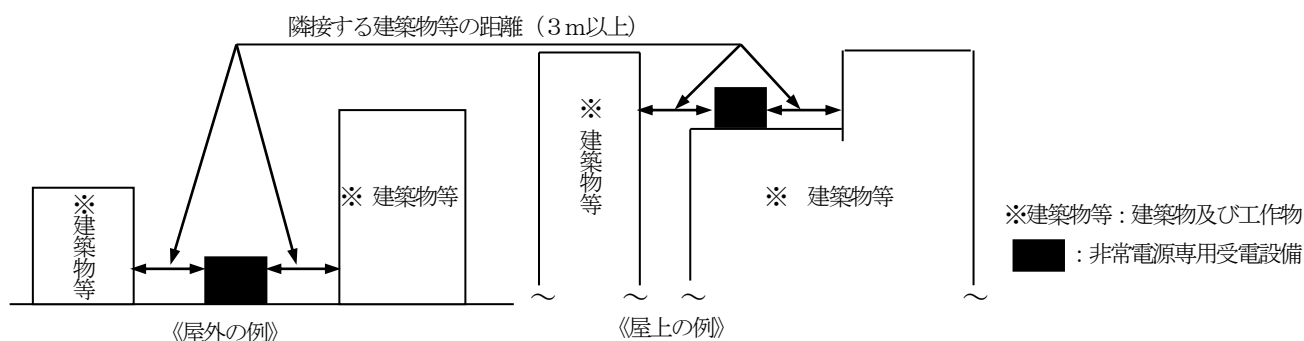 隣接する建築物等の距離（３ｍ以上）
※建築物等
※ 建築物等
※建築物等
※ 建築物等
※建築物等：建築物及び工作物
：非常電源専用受電設備
《屋外の例》
《屋上の例》